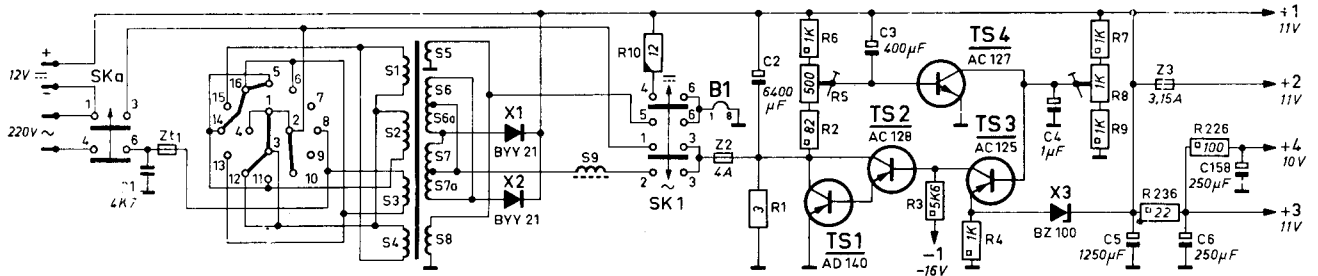 +
12V ⎓
-
220V ~
SKa
1
3
4
6
4K7
Zt1
15
16
5
6
1
7
14
4
2
8
13
3
9
12
11
10
S1
S2
S3
S4
S5
S6
S6a
S7
S7a
S8
X1
BYY 21
X2
BYY 21
S9
R10
12
4
6
5
6
B1
1
8
1
3
2
3
~
SK1
Z2
4A
C2
6400
µF
R1
3
R6
1K
500
R5
R2
82
C3
400µF
TS4
AC 127
TS2
AC 128
TS1
AD 140
R3
5K6
-1
-16V
TS3
AC125
R4
1K
C4
1µF
X3
BZ 100
R7
1K
1K
R8
R9
1K
Z3
3,15A
C5
1250µF
R236
22
C6
250µF
R226
100
C158
250µF
+1
11V
+2
11V
+4
10V
+3
11V